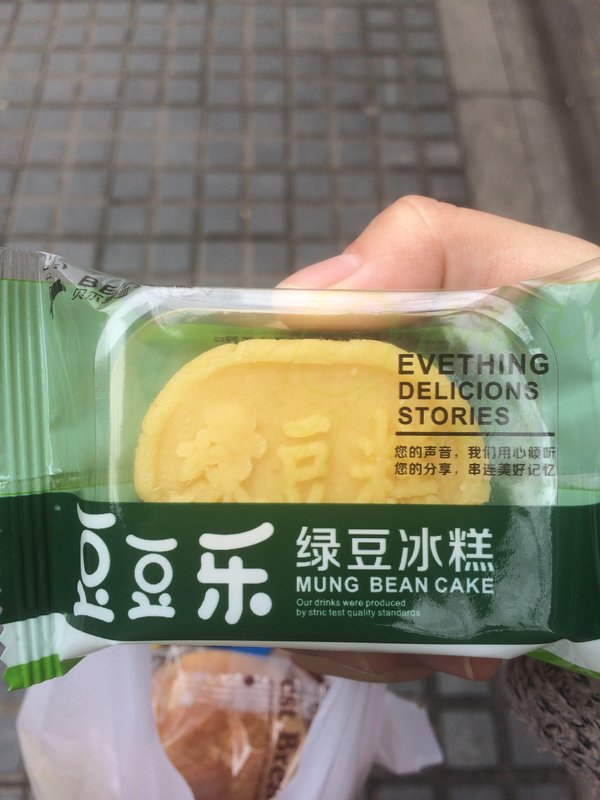 EVETHING
DELICIONS
STORIES
您的声音，我们用心倾听
您的分享，串连美好记忆
豆豆乐
绿豆冰糕
MUNG BEAN CAKE
Our drinks were produced
by stric test quality standards